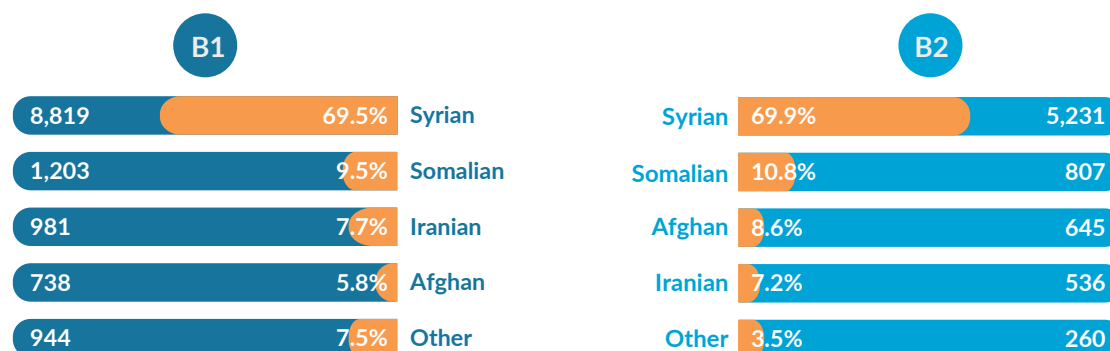 B1
8,819 69.5% Syrian
1,203 9.5% Somalian
981 7.7% Iranian
738 5.8% Afghan
944 7.5% Other
B2
Syrian 69.9% 5,231
Somalian 10.8% 807
Afghan 8.6% 645
Iranian 7.2% 536
Other 3.5% 260